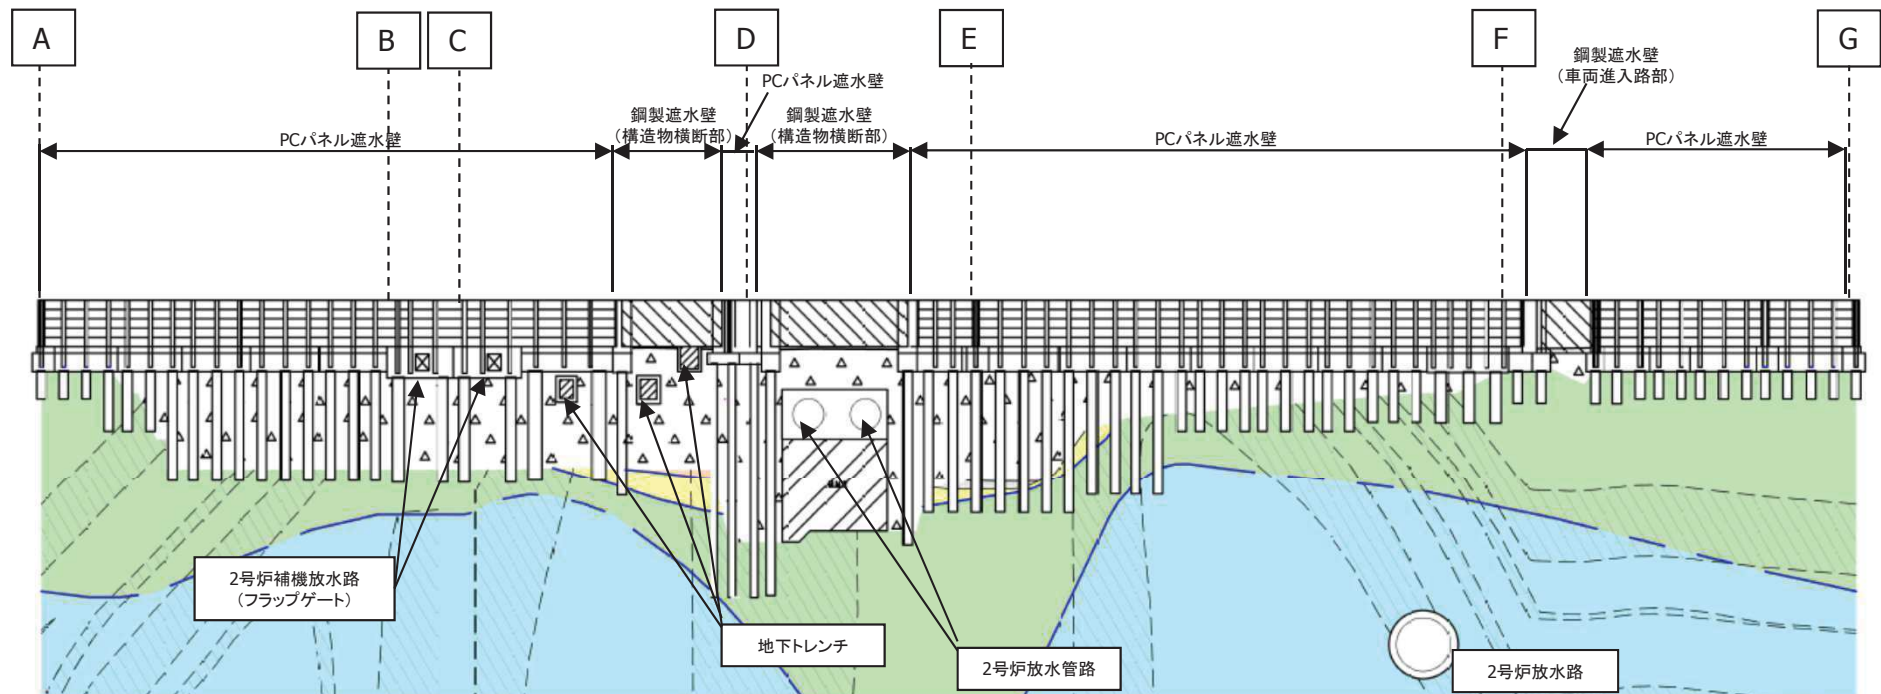 A
B
C
D
E
F
G
PCパネル遮水壁
鋼製遮水壁
(構造物横断部)
PCパネル遮水壁
鋼製遮水壁
(構造物横断部)
PCパネル遮水壁
鋼製遮水壁
(車両進入路部)
PCパネル遮水壁
2号炉補機放水路
(フラップゲート)
地下トレンチ
2号炉放水管路
2号炉放水路